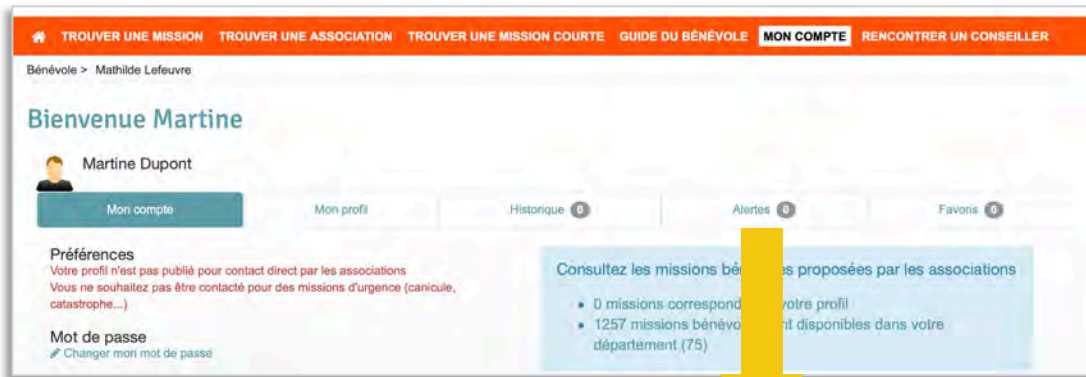 TROUVER UNE MISSION TROUVER UNE ASSOCIATION TROUVER UNE MISSION COURTE GUIDE DU BÉNÉVOLE MON COMPTE RENCONTRER UN CONSEILLER
Bénévole > Mathilde Lefeuvre
Bienvenue Martine
Martine Dupont
Mon compte Mon profil Historique 0 Alertes 0 Favoris 0
Préférences
Votre profil n'est pas publié pour contact direct par les associations
Vous ne souhaitez pas être contacté pour des missions d'urgence (canicule,
catastrophe...)
Mot de passe
Changer mon mot de passe
Consultez les missions proposées par les associations
• 0 missions votre profil
• 1257 missions disponibles dans votre
département (75)